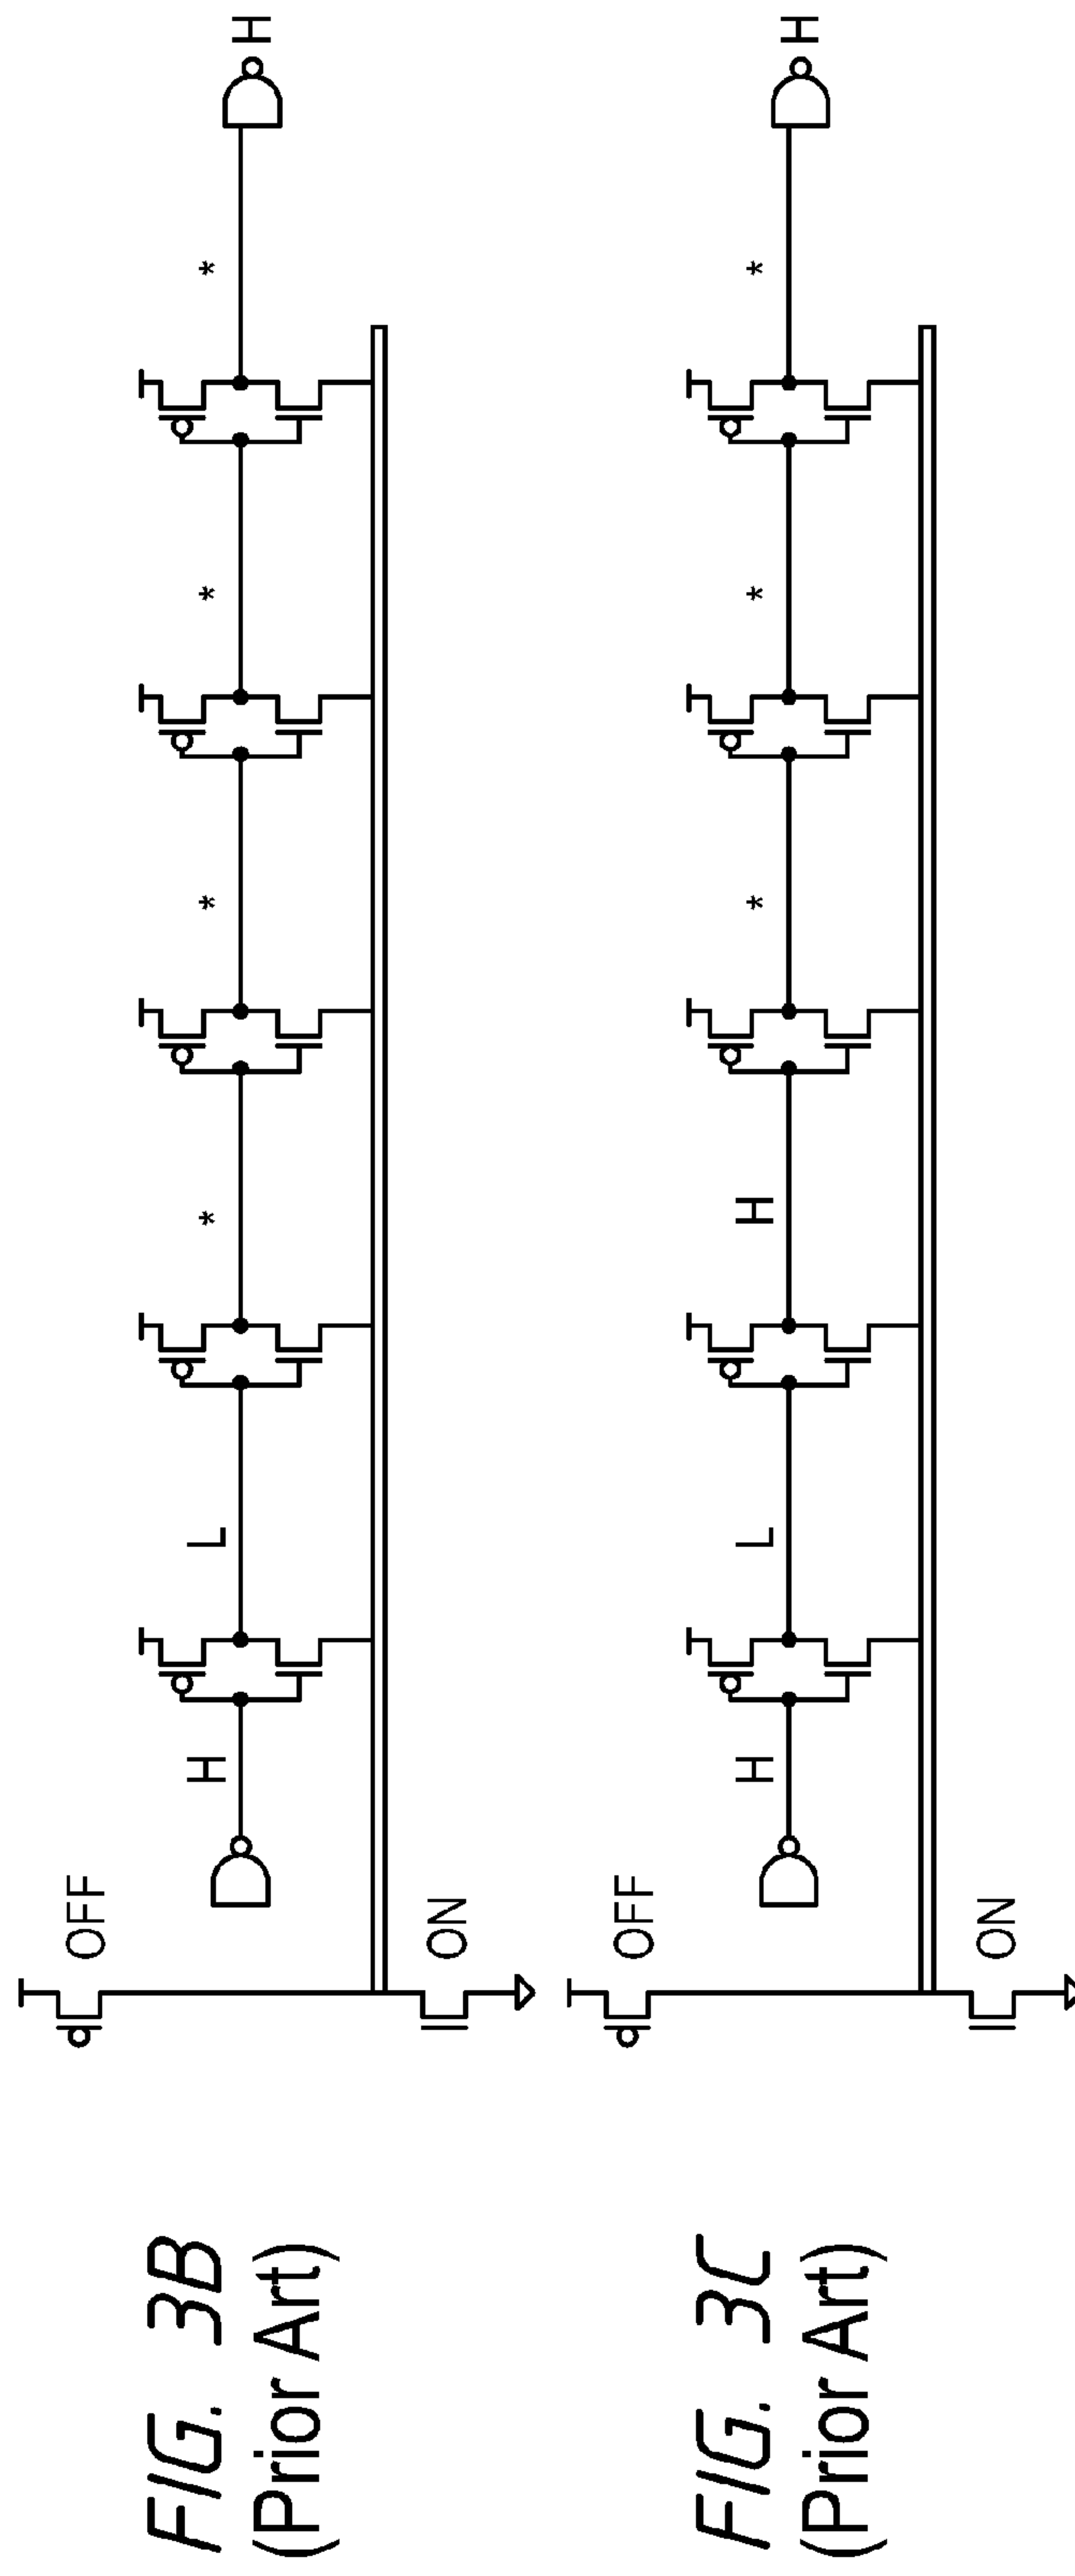 OFF
H L * * * * H
ON
FIG. 3B
(Prior Art)
OFF
H L H * * * H
ON
FIG. 3C
(Prior Art)